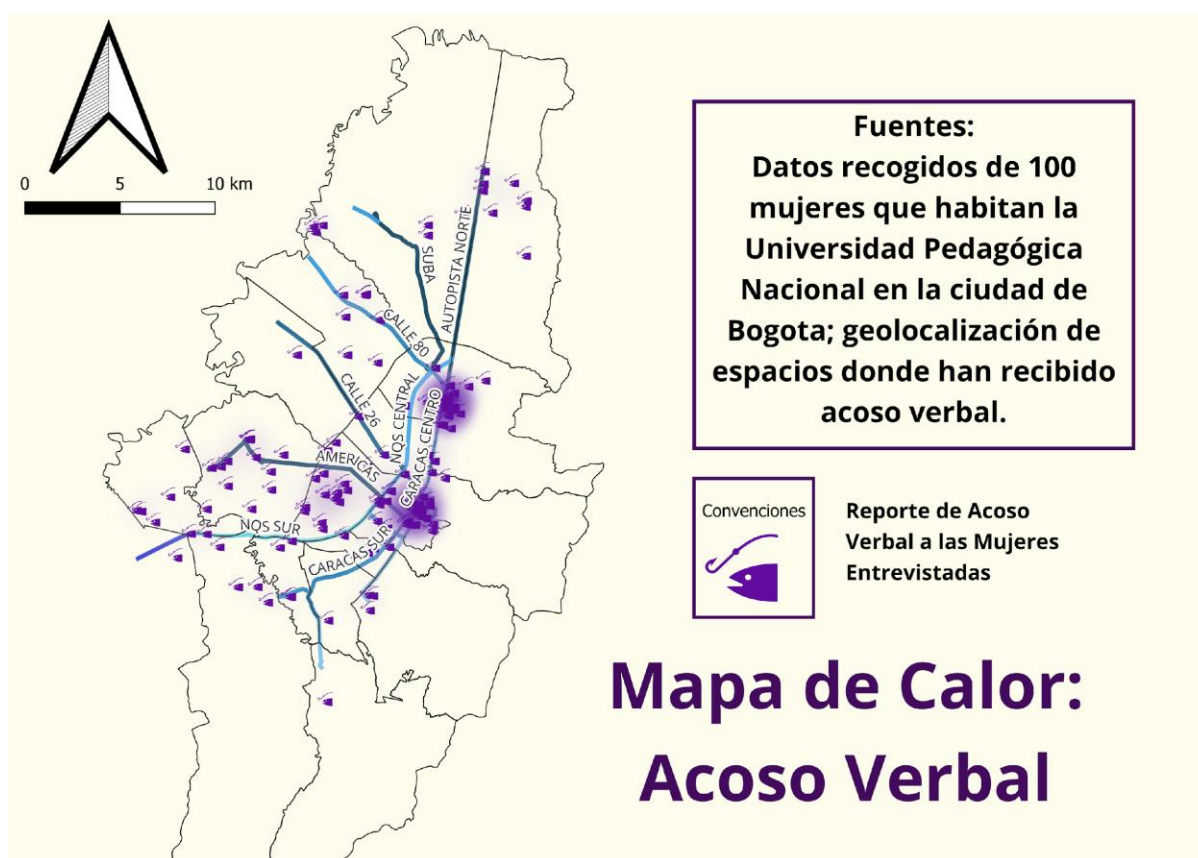 0 5 10 km
SUBA
AUTOPISTA NORTE
CALLE 80
CALLE 26
NQS CENTRAL
CARACAS CENTRO
AMERICAS
NQS SUR
CARACAS SUR
Fuentes:
Datos recogidos de 100
mujeres que habitan la
Universidad Pedagógica
Nacional en la ciudad de
Bogota; geolocalización de
espacios donde han recibido
acoso verbal.
Convenciones
Reporte de Acoso
Verbal a las Mujeres
Entrevistadas
Mapa de Calor:
Acoso Verbal